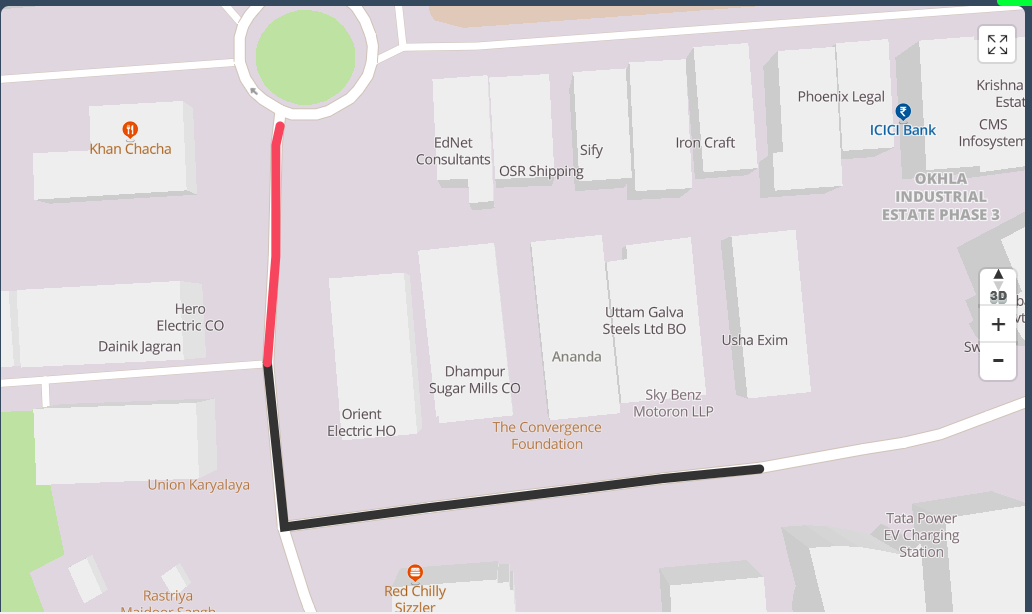 Khan Chacha
EdNet
Consultants
OSR Shipping
Sify
Iron Craft
Phoenix Legal
₹
ICICI Bank
Krishna
Estat
CMS
Infosystem
OKHLA
INDUSTRIAL
ESTATE PHASE 3
Hero
Electric CO
Dainik Jagran
Uttam Galva
Steels Ltd BO
Usha Exim
Ananda
Dhampur
Sugar Mills CO
Sky Benz
Motoron LLP
Orient
Electric HO
The Convergence
Foundation
3D
+
−
Sw
Union Karyalaya
Tata Power
EV Charging
Station
Red Chilly
Sizzler
Rastriya
Majdoor Sangh